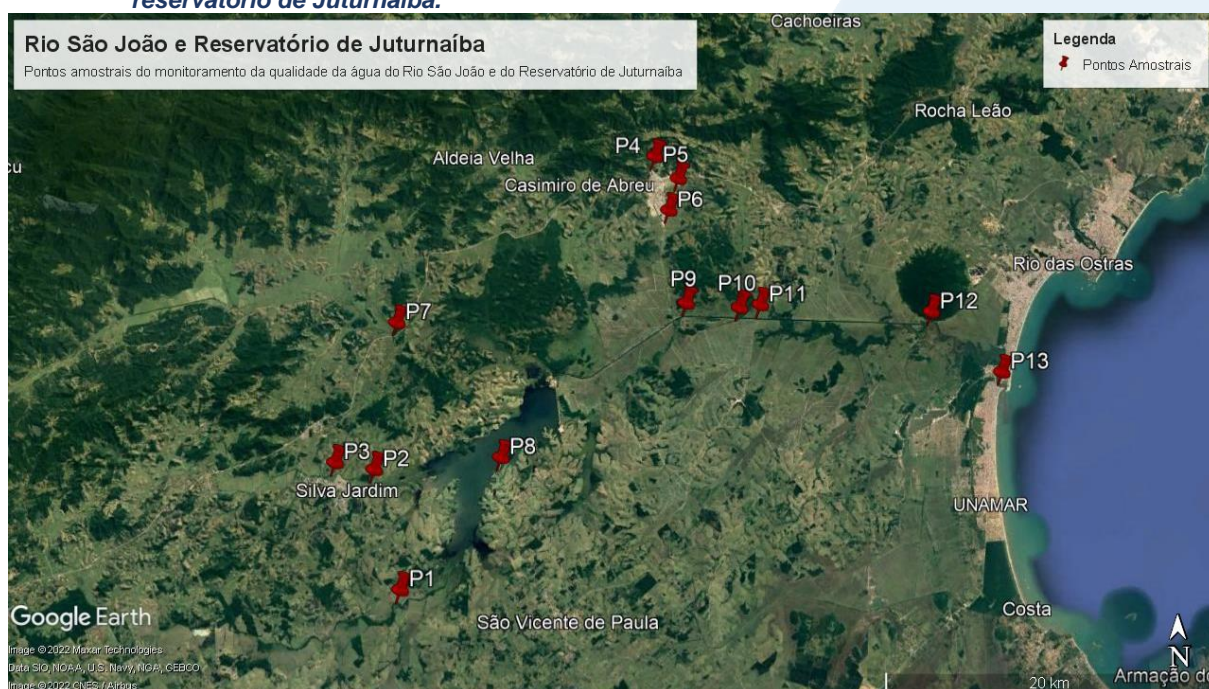 reservatório de Juturnaíba.
Rio São João e Reservatório de Juturnaíba
Pontos amostrais do monitoramento da qualidade da água do Rio São João e do Reservatório de Juturnaíba
Legenda
Pontos Amostrais
Cachoeiras
Rocha Leão
P4
P5
Aldeia Velha
Casimiro de Abreu
P6
Rio das Ostras
P9
P10
P11
P12
P7
P13
P3
P2
P8
Silva Jardim
UNAMAR
P1
Costa
São Vicente de Paula
Google Earth
Image © 2022 Maxar Technologies
Data SIO, NOAA, U.S. Navy, NGA, GEBCO
Image © 2022 CNES / Airbus
N
20 km
Armação do